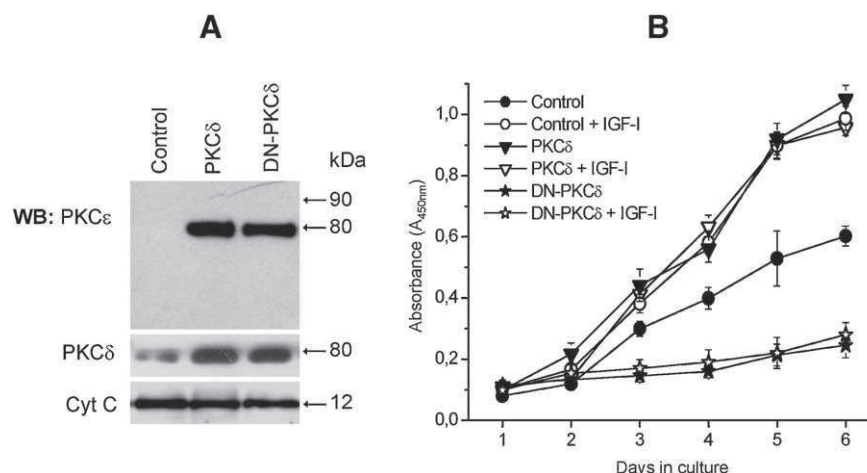 A
Control
PKCδ
DN-PKCδ
kDa
90
WB: PKCε
80
PKCδ
80
Cyt C
12
B
Control
Control + IGF-I
PKCδ
PKCδ + IGF-I
DN-PKCδ
DN-PKCδ + IGF-I
Absorbance (A450nm)
1,0
0,8
0,6
0,4
0,2
0,0
1 2 3 4 5 6
Days in culture